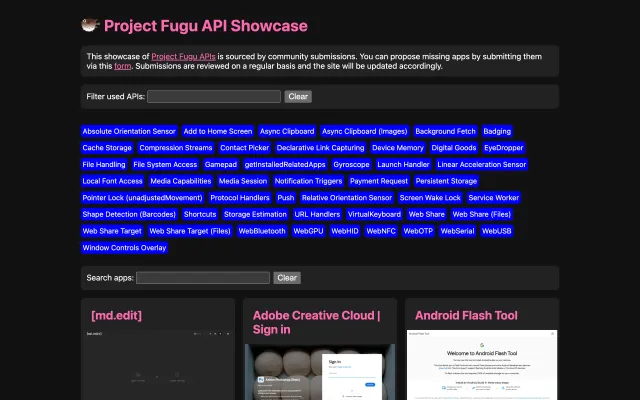 Project Fugu API Showcase
This showcase of Project Fugu APIs is sourced by community submissions. You can propose missing apps by submitting them
via this form. Submissions are reviewed on a regular basis and the site will be updated accordingly.
Filter used APIs: Clear
Absolute Orientation Sensor Add to Home Screen Async Clipboard Async Clipboard (Images) Background Fetch Badging
Cache Storage Compression Streams Contact Picker Declarative Link Capturing Device Memory Digital Goods EyeDropper
File Handling File System Access Gamepad getInstalledRelatedApps Gyroscope Launch Handler Linear Acceleration Sensor
Local Font Access Media Capabilities Media Session Notification Triggers Payment Request Persistent Storage
Pointer Lock (unadjustedMovement) Protocol Handlers Push Relative Orientation Sensor Screen Wake Lock Service Worker
Shape Detection (Barcodes) Shortcuts Storage Estimation URL Handlers VirtualKeyboard Web Share Web Share (Files)
Web Share Target Web Share Target (Files) WebBluetooth WebGPU WebHID WebNFC WebOTP WebSerial WebUSB
Window Controls Overlay
Search apps: Clear
[md.edit]
Adobe Creative Cloud |
Sign in
Android Flash Tool
[md.edit]
Sign in
Android Flash Tool
Welcome to Android Flash Tool